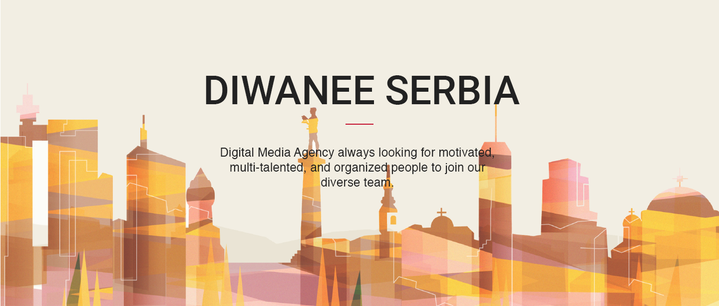 DIWANEE SERBIA
Digital Media Agency always looking for motivated,
multi-talented, and organized people to join our
diverse team.